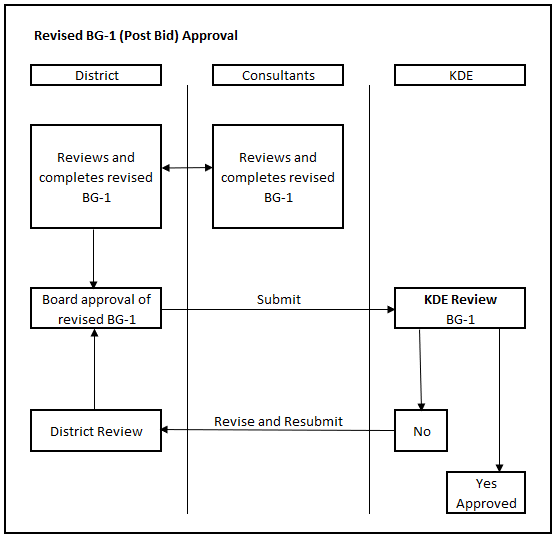 Revised BG-1 (Post Bid) Approval
District
Consultants
KDE
Reviews and
completes revised
BG-1
Reviews and
completes revised
BG-1
Board approval of
revised BG-1
Submit
KDE Review
BG-1
District Review
Revise and Resubmit
No
Yes
Approved